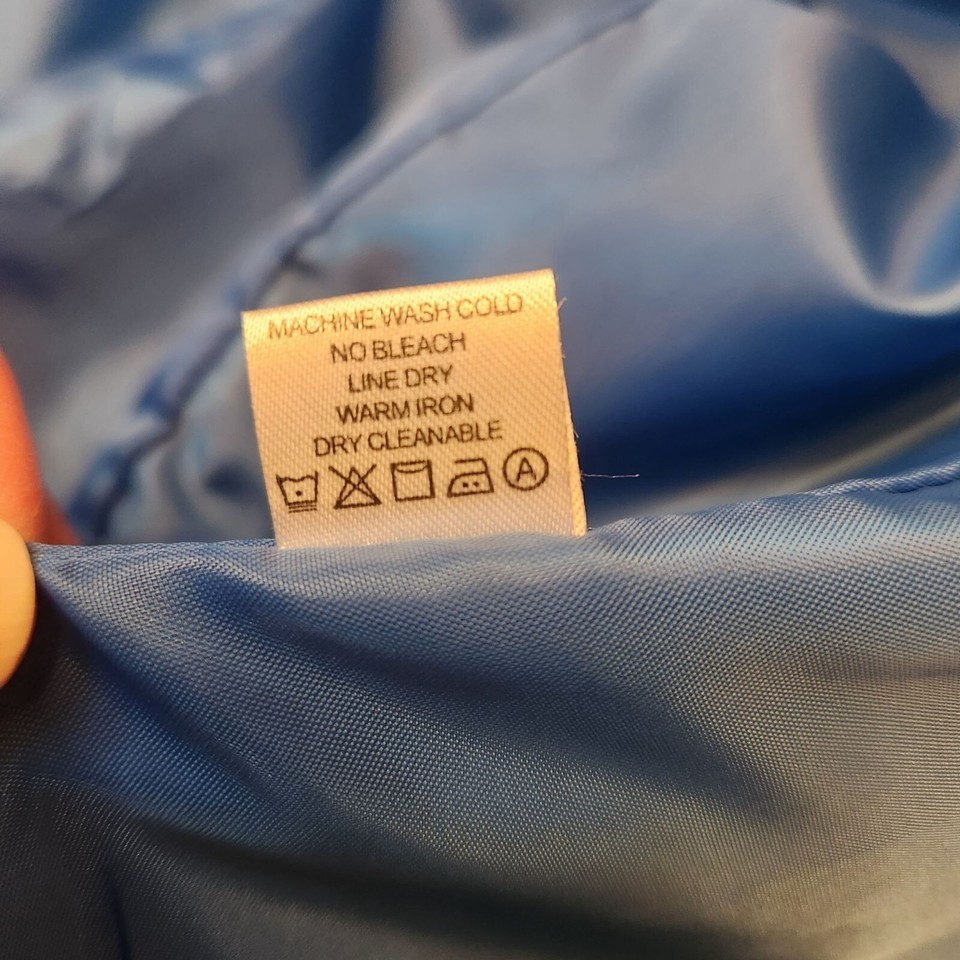 MACHINE WASH COLD
NO BLEACH
LINE DRY
WARM IRON
DRY CLEANABLE
A